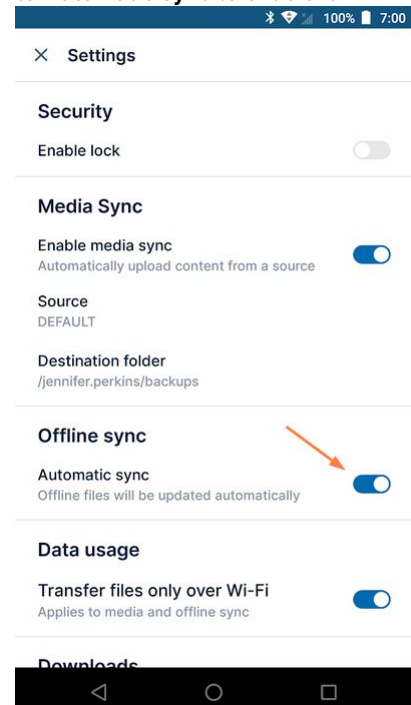 100% 7:00
Settings
Security
Enable lock
Media Sync
Enable media sync
Automatically upload content from a source
Source
DEFAULT
Destination folder
/jennifer.perkins/backups
Offline sync
Automatic sync
Offline files will be updated automatically
Data usage
Transfer files only over Wi-Fi
Applies to media and offline sync
Downloads